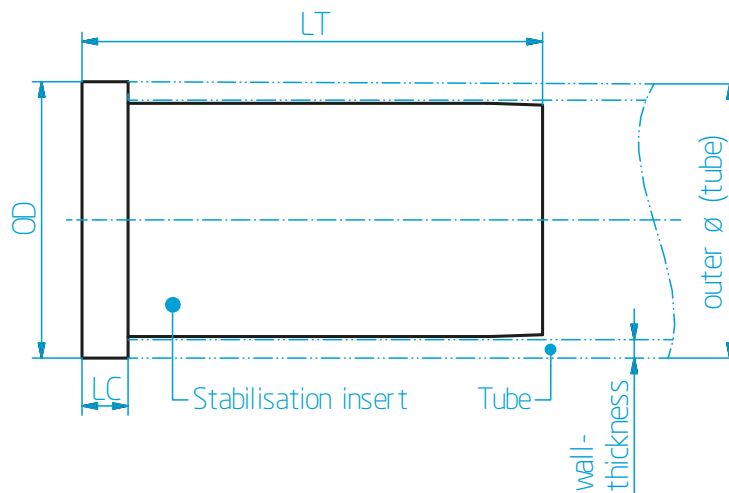 LT
OD
outer ø (tube)
LC
Stabilisation insert
Tube
wall-
thickness